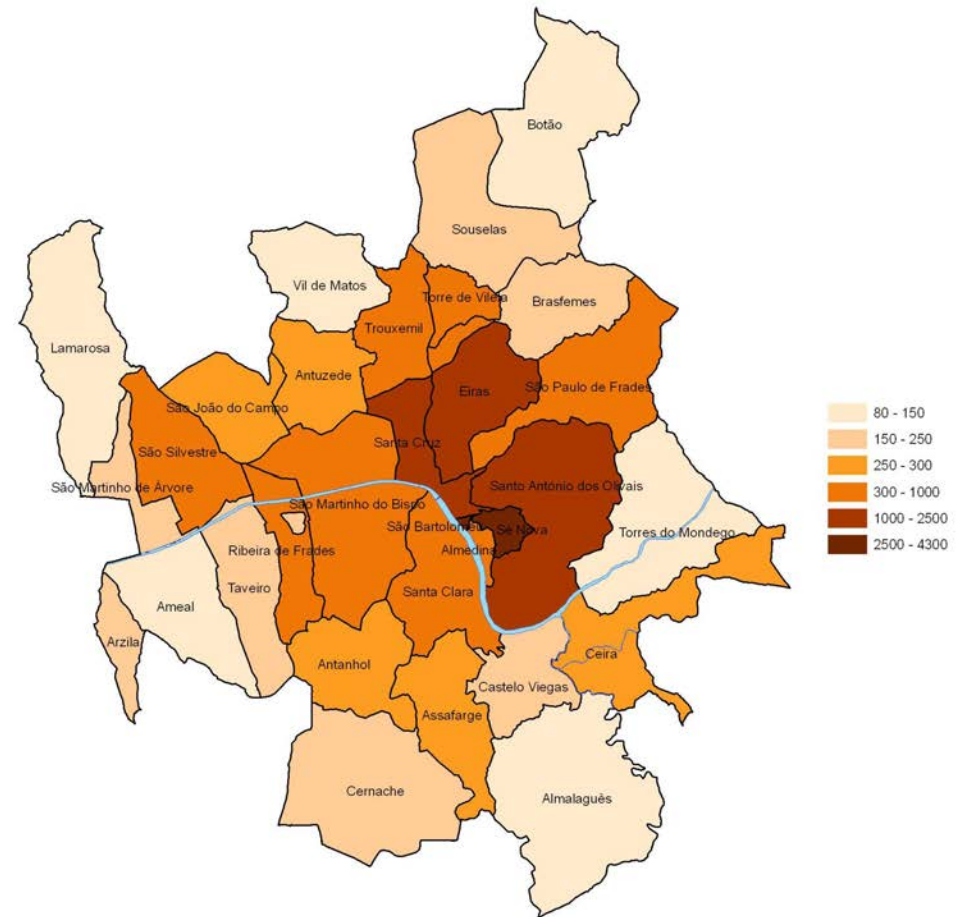 Botão
Souselas
Vil de Matos
Torre de Vilela
Brasfemes
Trouxemil
Lamarosa
Antuzede
Eiras
São Paulo de Frades
São João do Campo
Santa Cruz
São Silvestre
São Martinho de Árvore
Santo António dos Olivais
São Martinho do Bispo
São Bartolomeu
Sé Nova
Torres do Mondego
Ribeira de Frades
Almedina
Taveiro
Santa Clara
Ameal
Arzila
Antanhol
Ceira
Castelo Viegas
Assafarge
Cernache
Almalaguês
80 - 150
150 - 250
250 - 300
300 - 1000
1000 - 2500
2500 - 4300